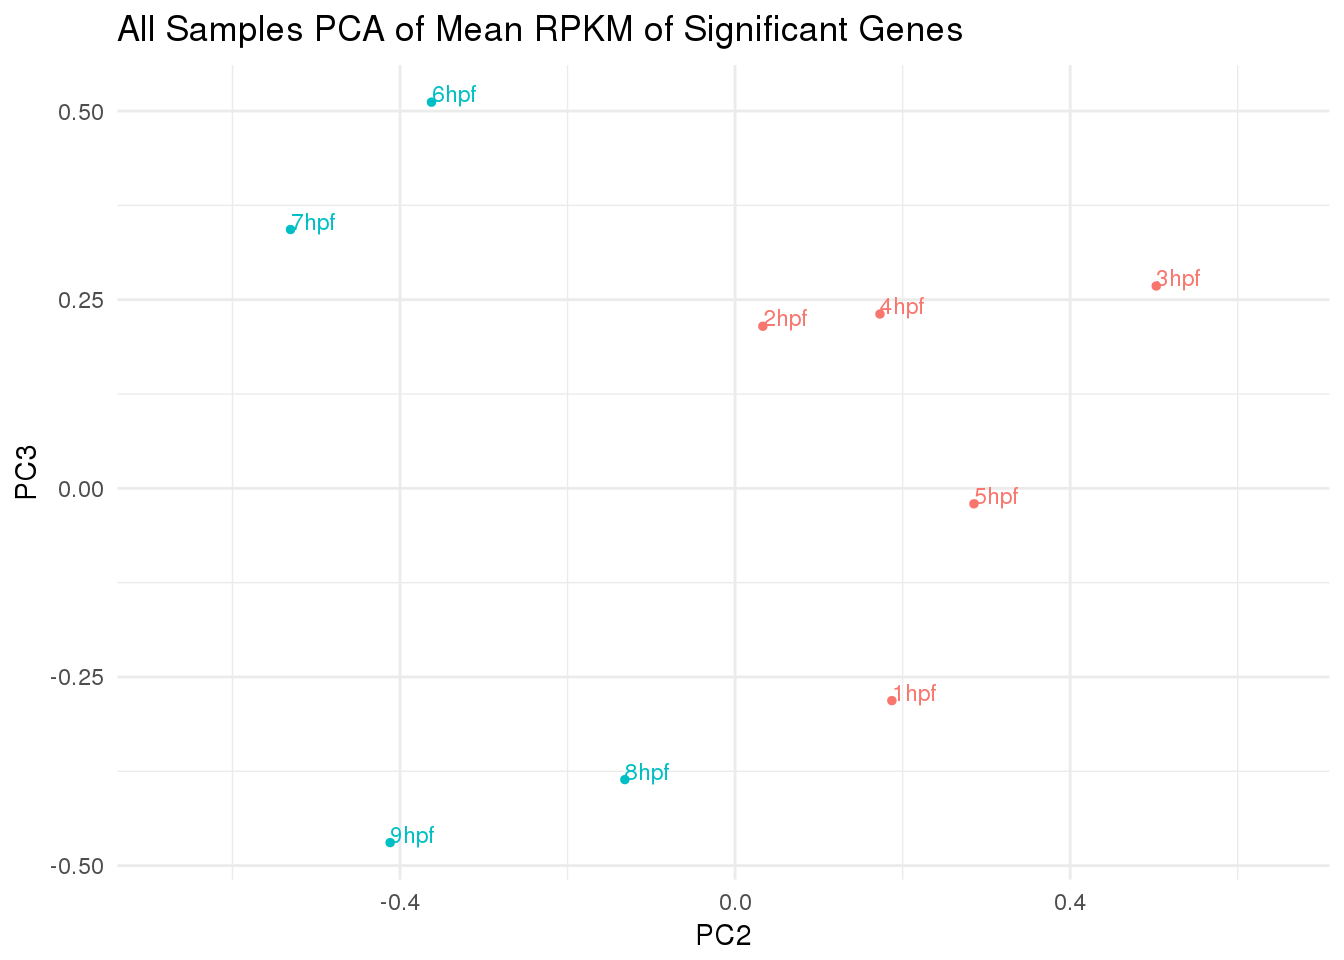 All Samples PCA of Mean RPKM of Significant Genes
6hpf
0.50
7hpf
3hpf
0.25
4hpf
2hpf
PC3
0.00
5hpf
-0.25
1hpf
8hpf
9hpf
-0.50
-0.4
0.0
0.4
PC2